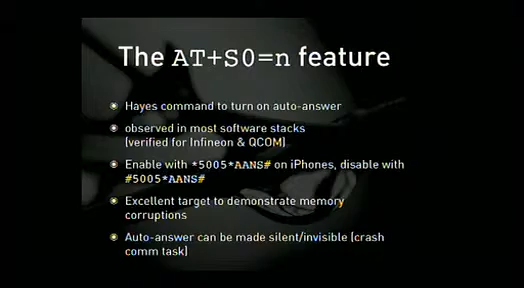 The AT+S0=n feature
Hayes command to turn on auto-answer
observed in most software stacks
(verified for Infineon & QCOM)
Enable with *5005*AANS# on iPhones, disable with
#5005*AANS#
Excellent target to demonstrate memory
corruptions
Auto-answer can be made silent/invisible (crash
comm task)